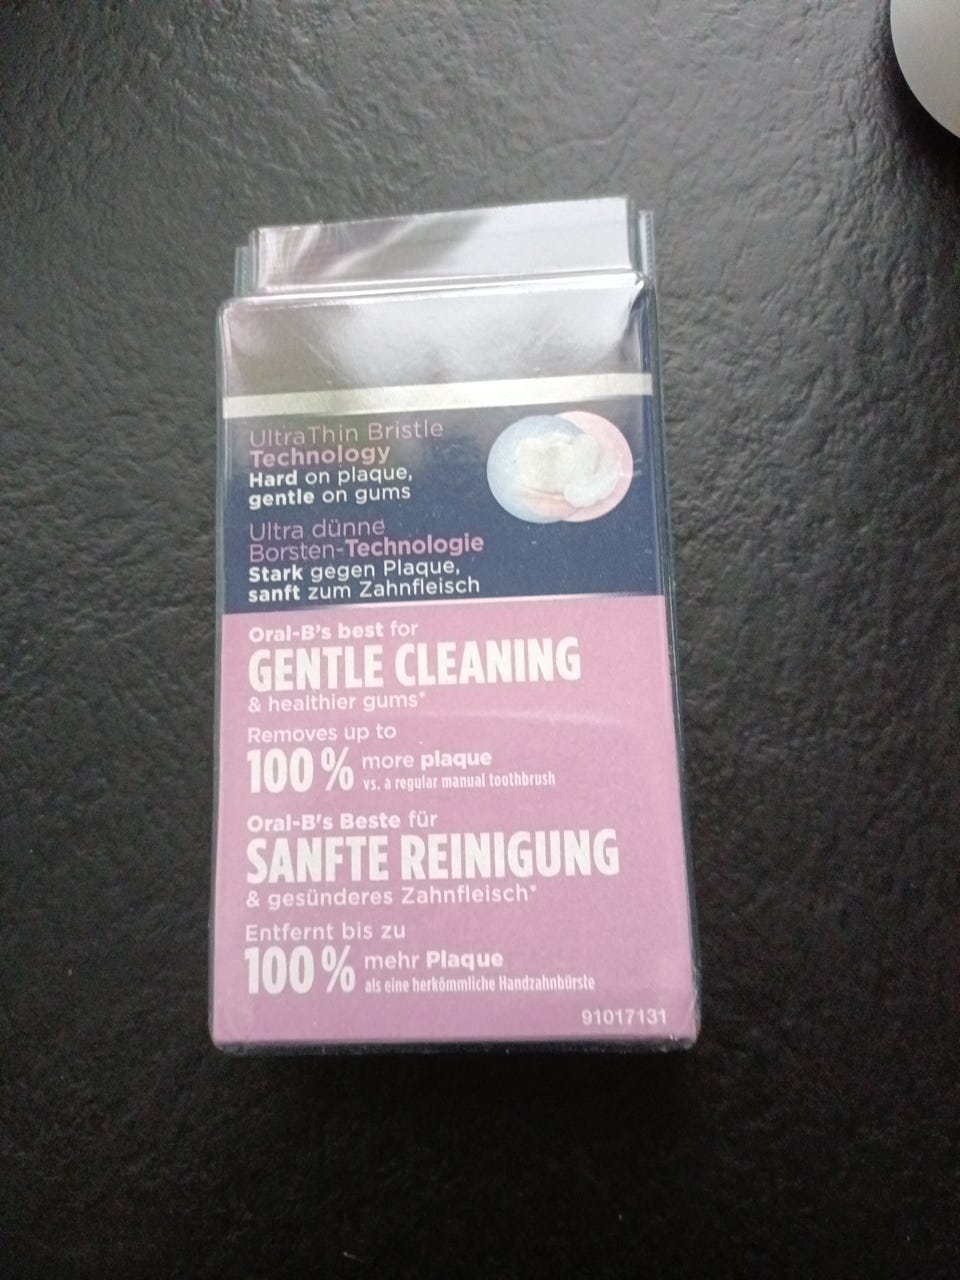 UltraThin Bristle
Technology
Hard on plaque,
gentle on gums
Ultra dünne
Borsten-Technologie
Stark gegen Plaque,
sanft zum Zahnfleisch
Oral-B's best for
GENTLE CLEANING
& healthier gums*
Removes up to
100 % more plaque
vs. a regular manual toothbrush
Oral-B's Beste für
SANFTE REINIGUNG
& gesünderes Zahnfleisch*
Entfernt bis zu
100 % mehr Plaque
als eine herkömmliche Handzahnbürste
91017131